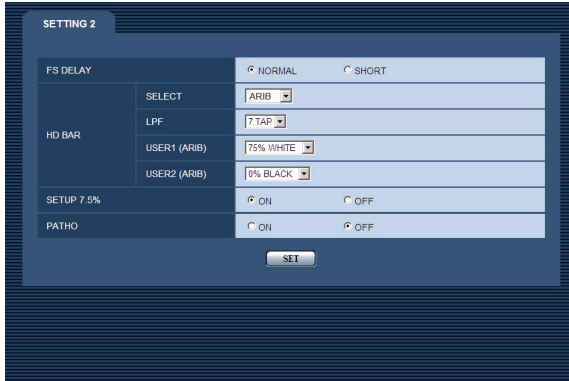 SETTING 2
FS DELAY NORMAL SHORT
HD BAR
SELECT ARIB
LPF 7 TAP
USER1 (ARIB) 75% WHITE
USER2 (ARIB) 0% BLACK
SETUP 7.5% ON OFF
PATHO ON OFF
SET